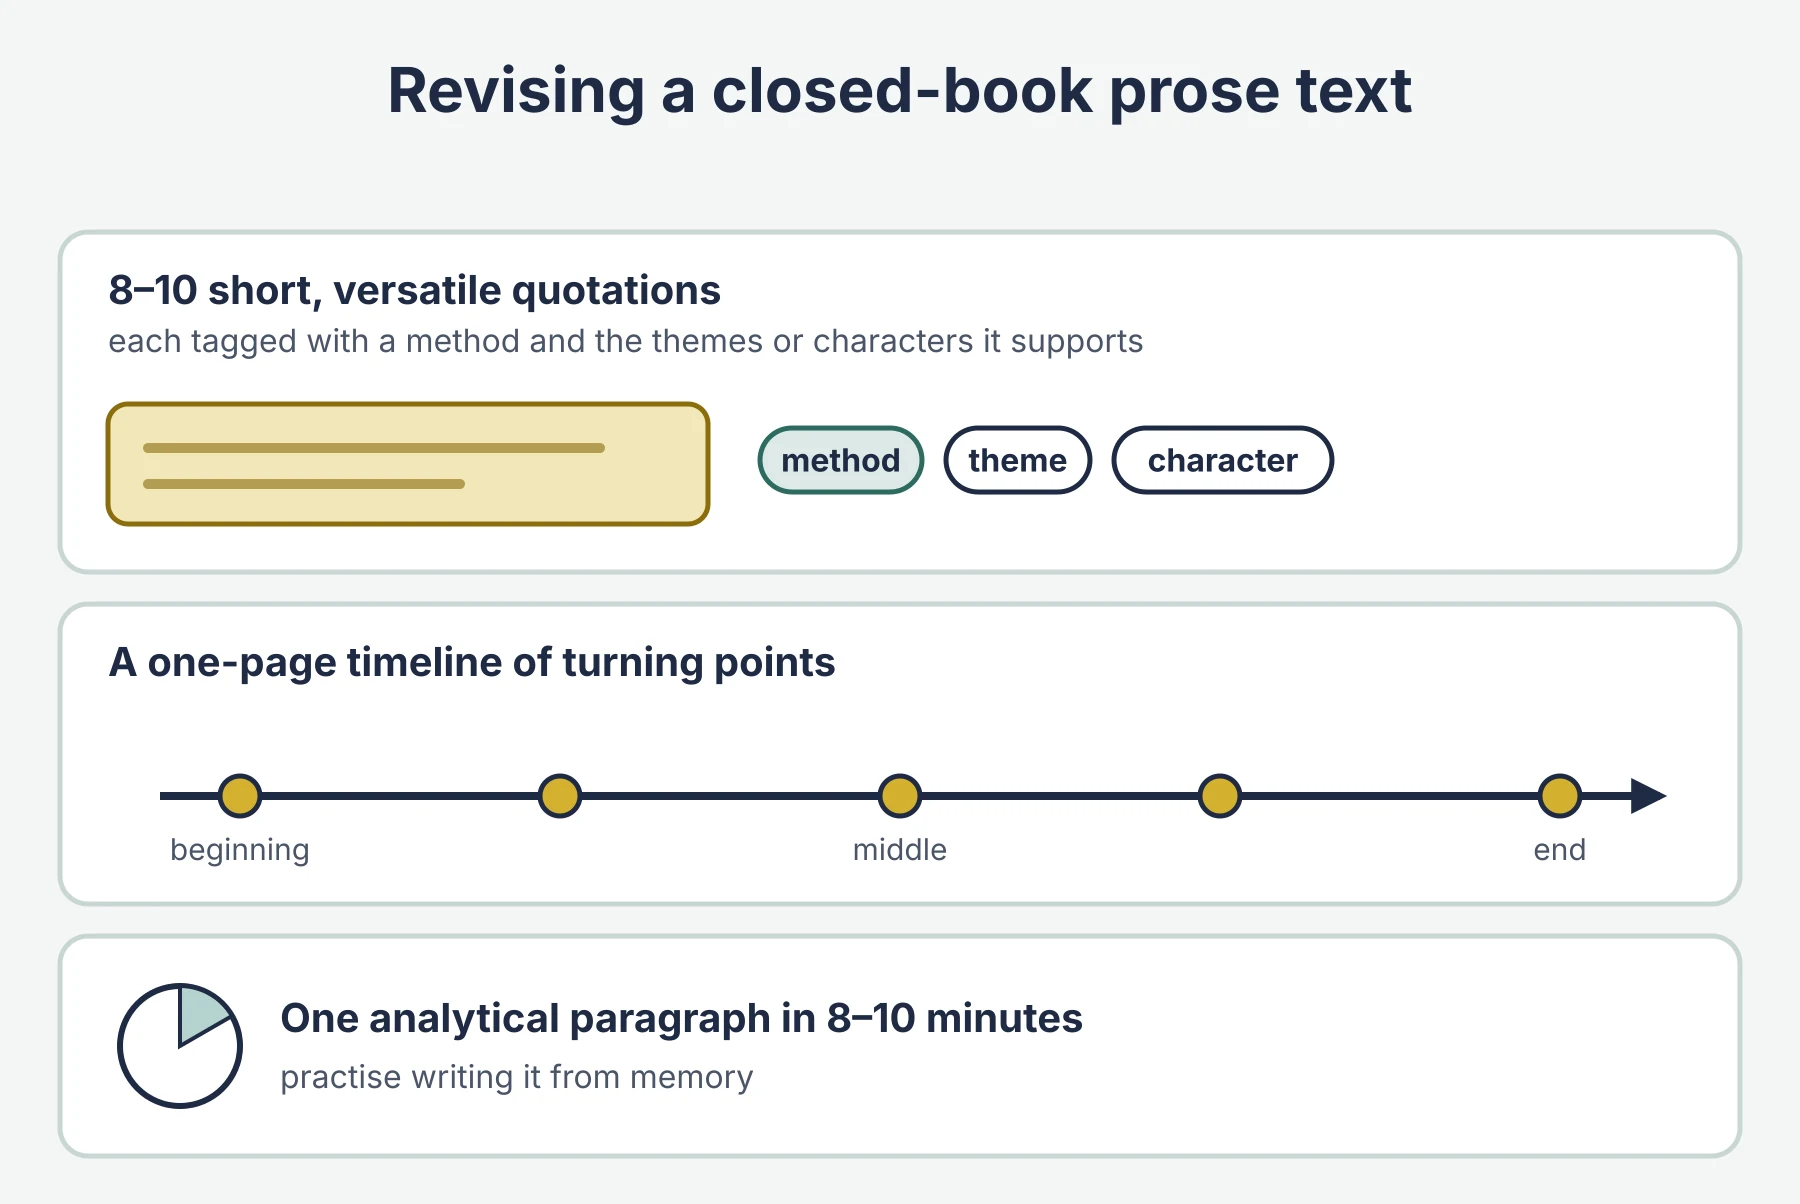 Revising a closed-book prose text
8–10 short, versatile quotations
each tagged with a method and the themes or characters it supports
method
theme
character
A one-page timeline of turning points
beginning
middle
end
One analytical paragraph in 8–10 minutes
practise writing it from memory